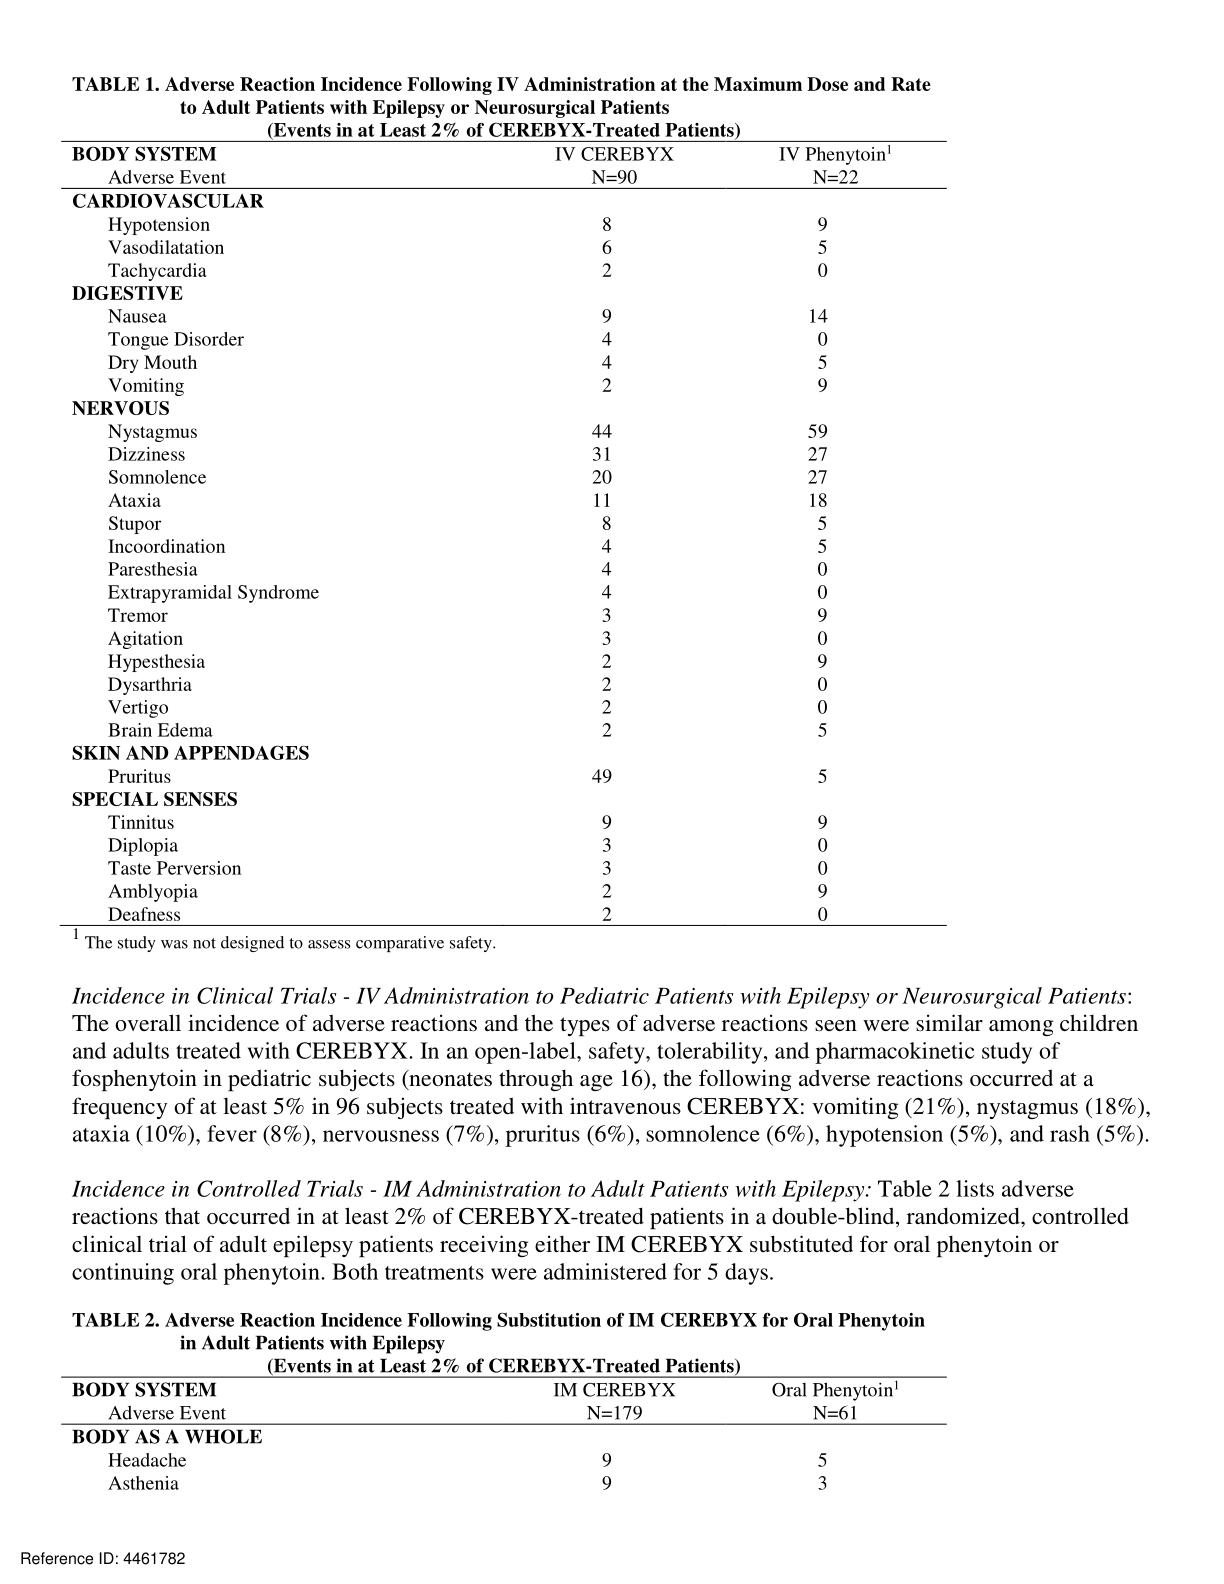 TABLE 1. Adverse Reaction Incidence Following IV Administration at the Maximum Dose and Rate
to Adult Patients with Epilepsy or Neurosurgical Patients
(Events in at Least 2% of CEREBYX-Treated Patients)
BODY SYSTEM IV CEREBYX IV Phenytoin¹
Adverse Event N=90 N=22
CARDIOVASCULAR
Hypotension 8 9
Vasodilatation 6 5
Tachycardia 2 0
DIGESTIVE
Nausea 9 14
Tongue Disorder 4 0
Dry Mouth 4 5
Vomiting 2 9
NERVOUS
Nystagmus 44 59
Dizziness 31 27
Somnolence 20 27
Ataxia 11 18
Stupor 8 5
Incoordination 4 5
Paresthesia 4 0
Extrapyramidal Syndrome 4 0
Tremor 3 9
Agitation 3 0
Hypesthesia 2 9
Dysarthria 2 0
Vertigo 2 0
Brain Edema 2 5
SKIN AND APPENDAGES
Pruritus 49 5
SPECIAL SENSES
Tinnitus 9 9
Diplopia 3 0
Taste Perversion 3 0
Amblyopia 2 9
Deafness 2 0
¹ The study was not designed to assess comparative safety.
Incidence in Clinical Trials - IV Administration to Pediatric Patients with Epilepsy or Neurosurgical Patients:
The overall incidence of adverse reactions and the types of adverse reactions seen were similar among children
and adults treated with CEREBYX. In an open-label, safety, tolerability, and pharmacokinetic study of
fosphenytoin in pediatric subjects (neonates through age 16), the following adverse reactions occurred at a
frequency of at least 5% in 96 subjects treated with intravenous CEREBYX: vomiting (21%), nystagmus (18%),
ataxia (10%), fever (8%), nervousness (7%), pruritus (6%), somnolence (6%), hypotension (5%), and rash (5%).
Incidence in Controlled Trials - IM Administration to Adult Patients with Epilepsy: Table 2 lists adverse
reactions that occurred in at least 2% of CEREBYX-treated patients in a double-blind, randomized, controlled
clinical trial of adult epilepsy patients receiving either IM CEREBYX substituted for oral phenytoin or
continuing oral phenytoin. Both treatments were administered for 5 days.
TABLE 2. Adverse Reaction Incidence Following Substitution of IM CEREBYX for Oral Phenytoin
in Adult Patients with Epilepsy
(Events in at Least 2% of CEREBYX-Treated Patients)
BODY SYSTEM IM CEREBYX Oral Phenytoin¹
Adverse Event N=179 N=61
BODY AS A WHOLE
Headache 9 5
Asthenia 9 3
Reference ID: 4461782